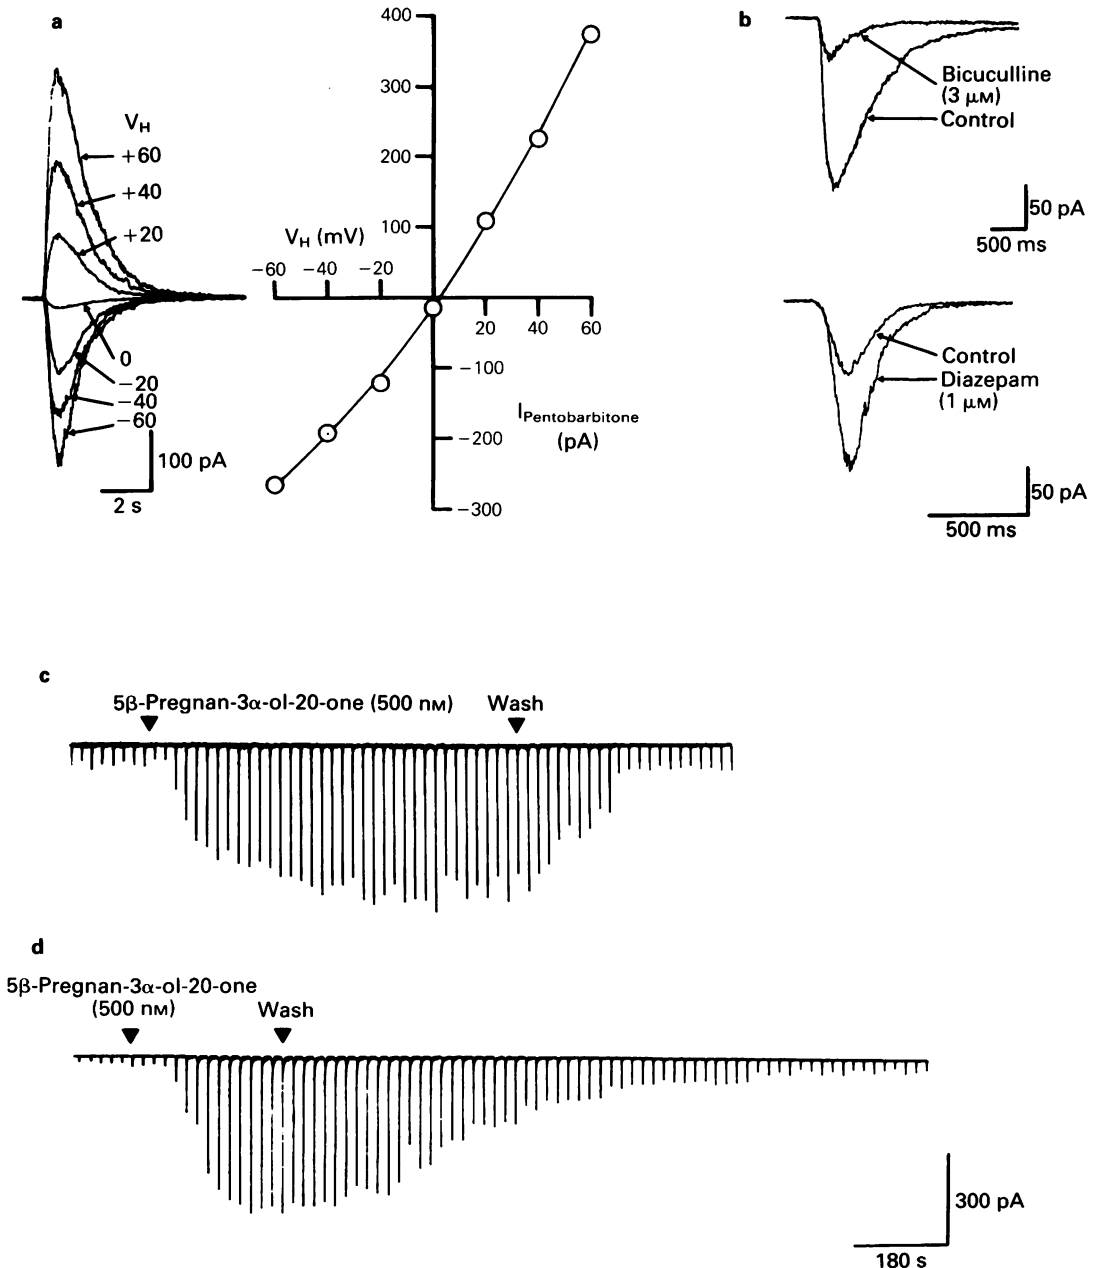 a
V_H
+60
+40
+20
0
−20
−40
−60
100 pA
2 s
400
300
200
100
V_H (mV)
−60 −40 −20
20 40 60
−100
−200
−300
I_Pentobarbitone
(pA)
b
Bicuculline
(3 μM)
Control
50 pA
500 ms
Control
Diazepam
(1 μM)
50 pA
500 ms
c
5β-Pregnan-3α-ol-20-one (500 nM) Wash
d
5β-Pregnan-3α-ol-20-one
(500 nM) Wash
300 pA
180 s